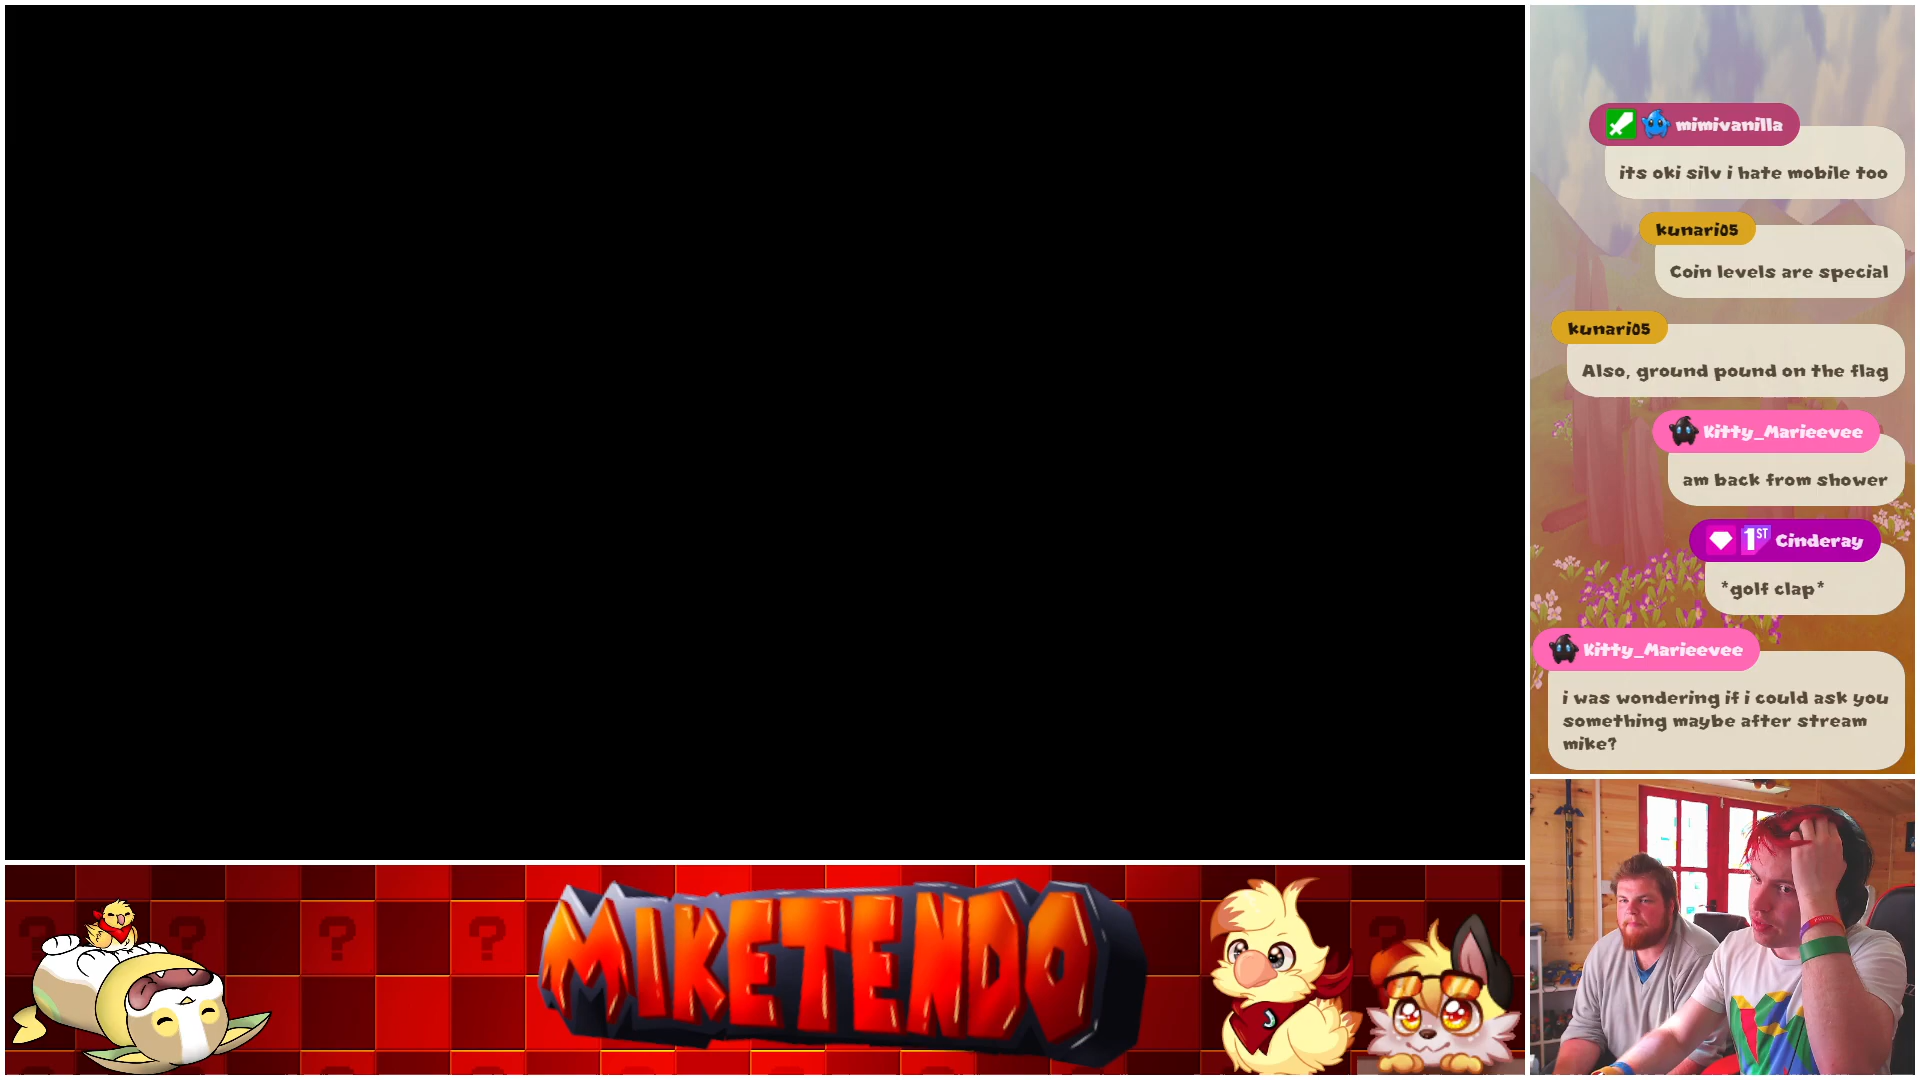 mimivanilla
its oki silv i hate mobile too
kunari05
Coin levels are special
kunari05
Also, ground pound on the flag
Kitty_Marieevee
am back from shower
1ST Cinderay
*golf clap*
Kitty_Marieevee
i was wondering if i could ask you
something maybe after stream
mike?
? ? ? ?
MIKETENDO